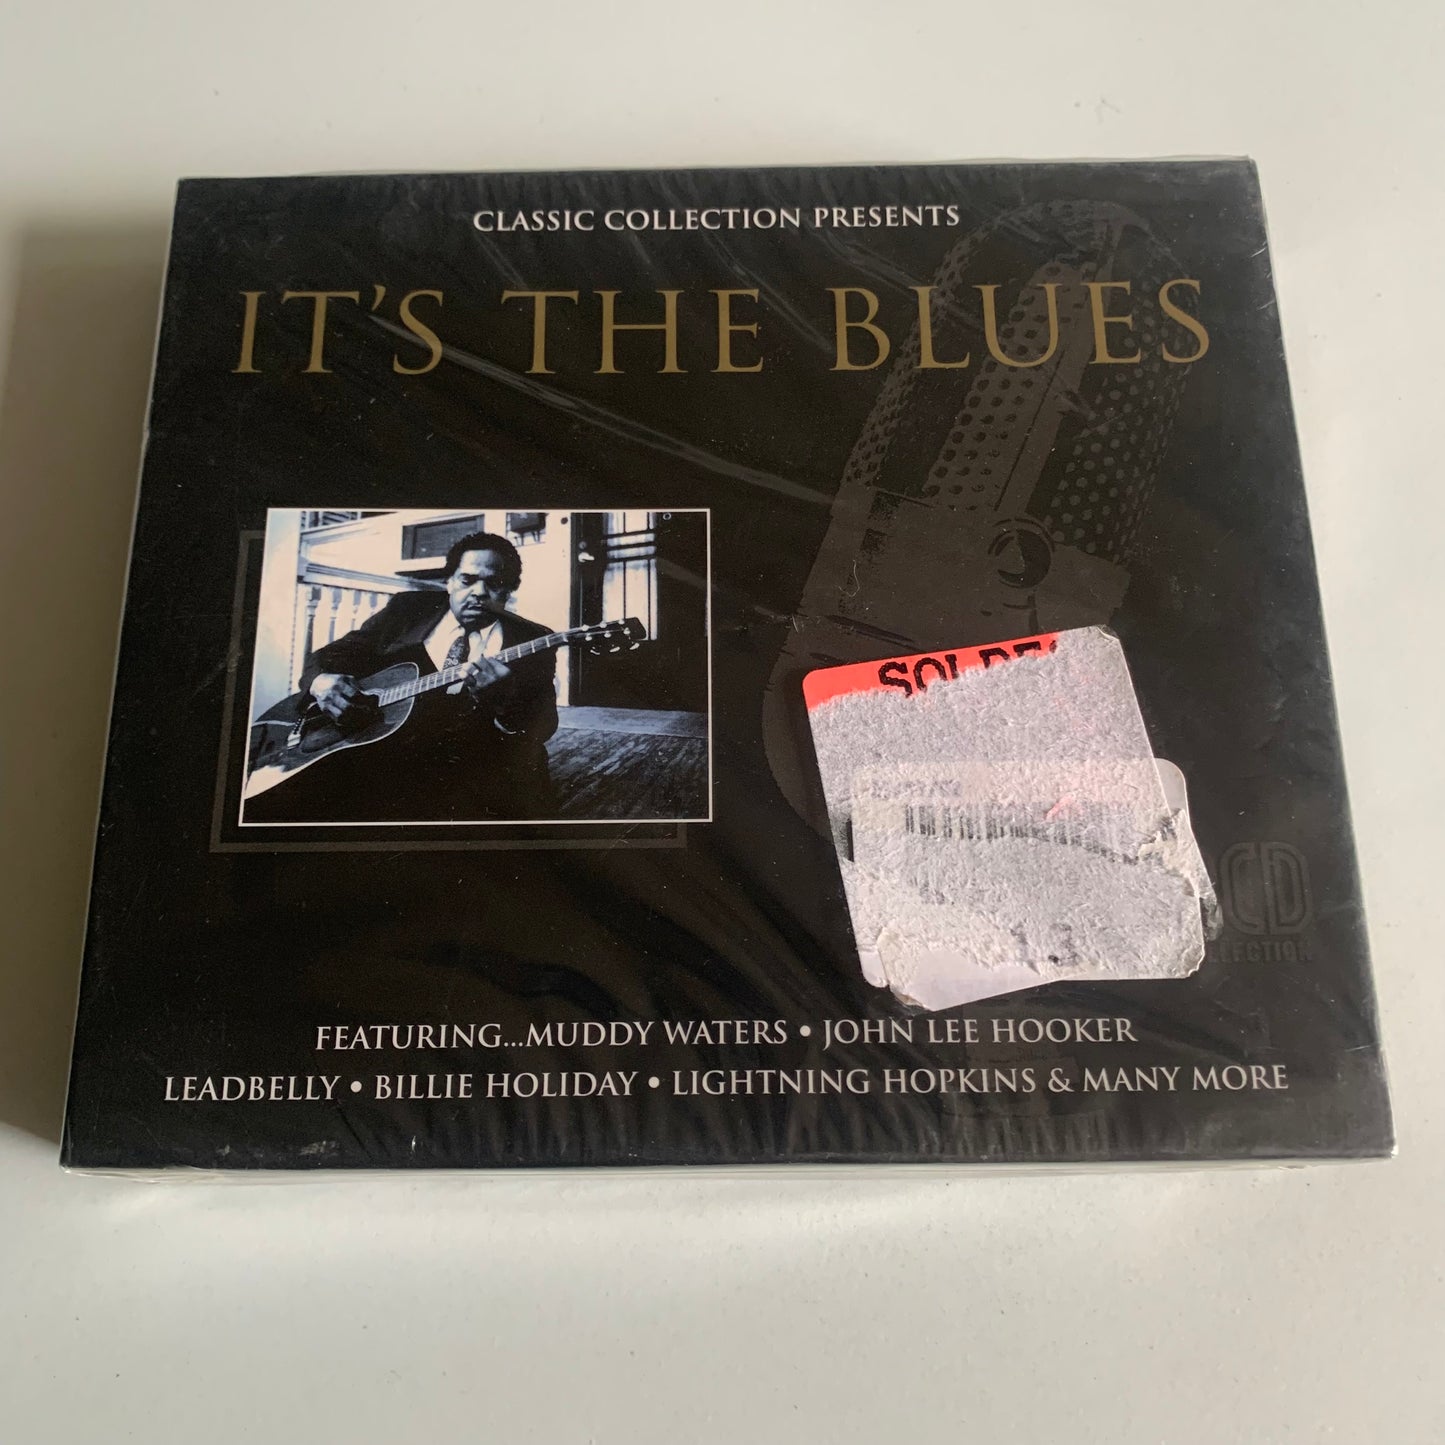 CLASSIC COLLECTION PRESENTS
IT'S THE BLUES
CD
FEATURING...MUDDY WATERS • JOHN LEE HOOKER
LEADBELLY • BILLIE HOLIDAY • LIGHTNING HOPKINS & MANY MORE